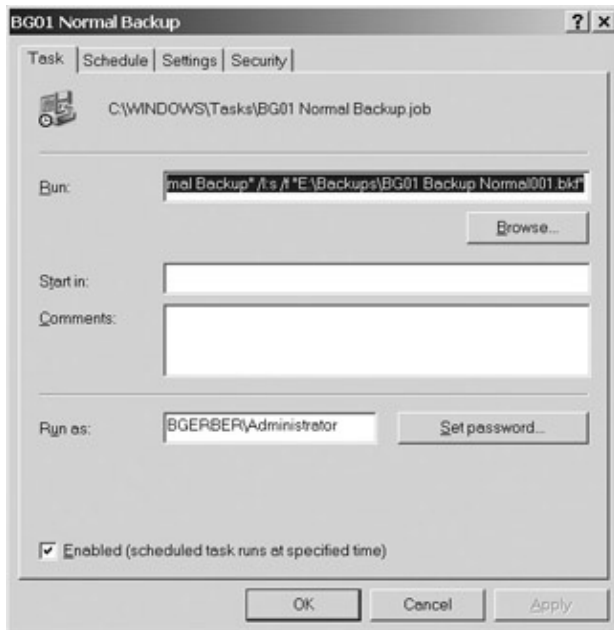 BG01 Normal Backup
Task Schedule Settings Security
C:\WINDOWS\Tasks\BG01 Normal Backup.job
Run: mal Backup" /l:s /f "E:\Backups\BG01 Backup Normal001.bkf"
Browse...
Start in:
Comments:
Run as: BGERBER\Administrator Set password...
Enabled (scheduled task runs at specified time)
OK Cancel Apply